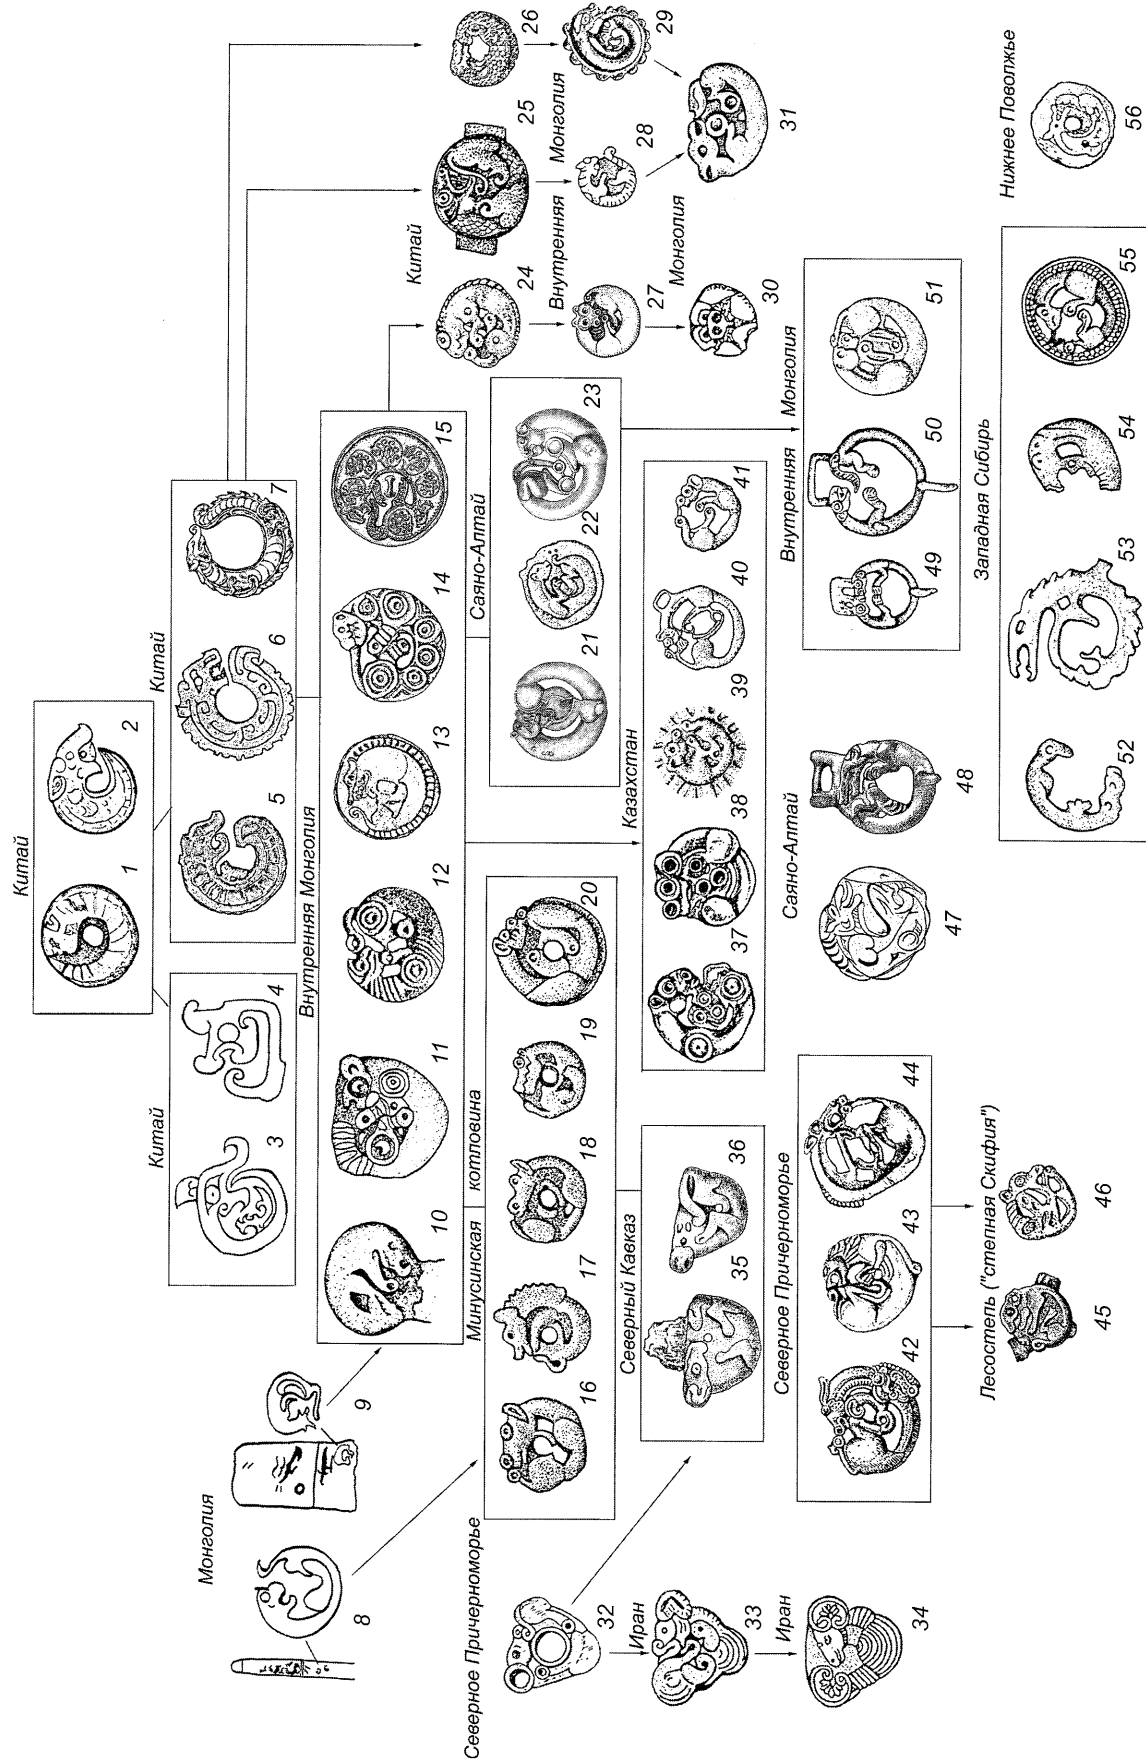 Китай
1 2
Китай
3 4
Китай
5 6 7
Монголия
8 9
Внутренняя Монголия
10 11 12 13 14 15
Минусинская котловина
16 17 18 19 20
Саяно-Алтай
21 22 23
Китай
24 25 26
Внутренняя Монголия
27 28 29
Монголия
30 31
Северное Причерноморье
32
Иран
33
Иран
34
Северный Кавказ
35 36
Казахстан
37 38 39 40 41
Северное Причерноморье
42 43 44
Лесостепь ("степная Скифия")
45 46
Саяно-Алтай
47 48
Внутренняя Монголия
49 50 51
Западная Сибирь
52 53 54 55
Нижнее Поволжье
56